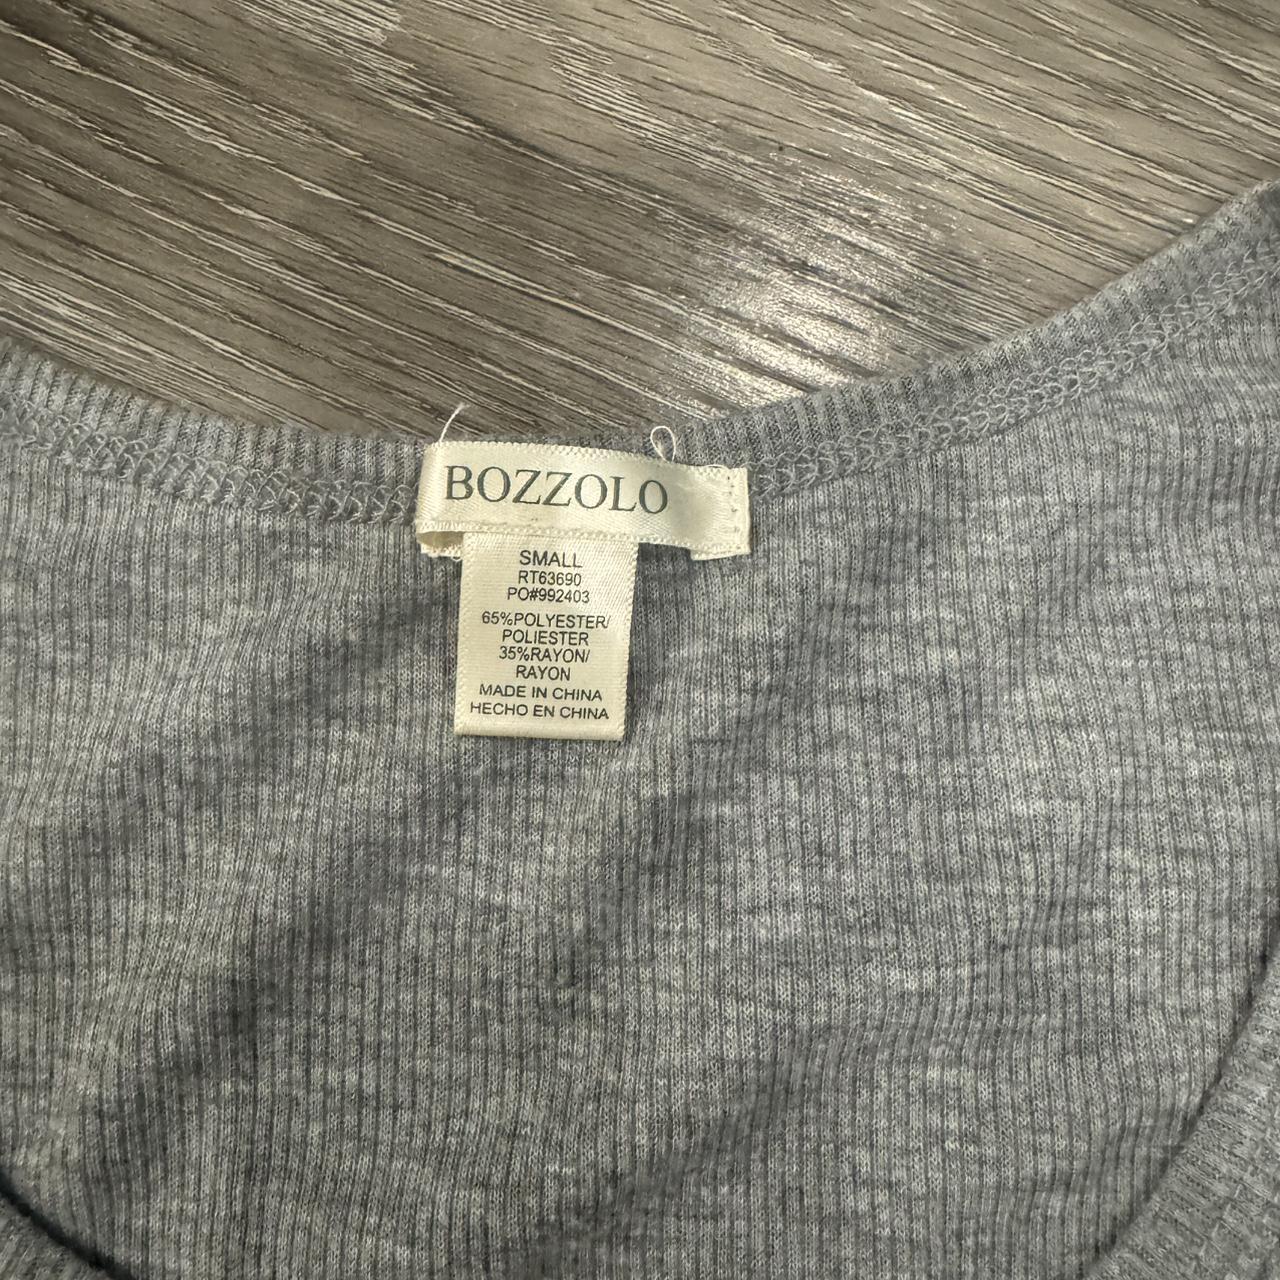 BOZZOLO
SMALL
RT63690
PO#992403
65%POLYESTER/
POLIESTER
35%RAYON/
RAYON
MADE IN CHINA
HECHO EN CHINA